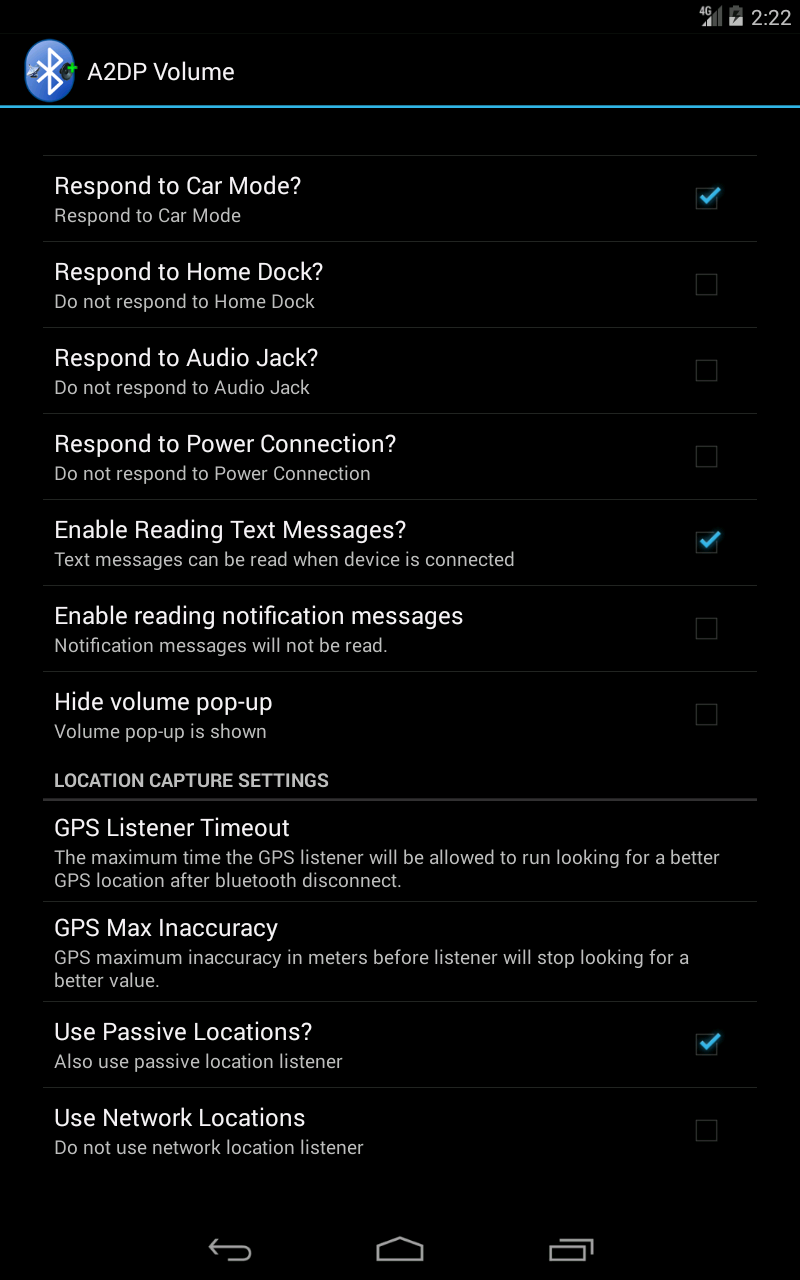 4G 2:22
A2DP Volume
Respond to Car Mode?
Respond to Car Mode
Respond to Home Dock?
Do not respond to Home Dock
Respond to Audio Jack?
Do not respond to Audio Jack
Respond to Power Connection?
Do not respond to Power Connection
Enable Reading Text Messages?
Text messages can be read when device is connected
Enable reading notification messages
Notification messages will not be read.
Hide volume pop-up
Volume pop-up is shown
LOCATION CAPTURE SETTINGS
GPS Listener Timeout
The maximum time the GPS listener will be allowed to run looking for a better
GPS location after bluetooth disconnect.
GPS Max Inaccuracy
GPS maximum inaccuracy in meters before listener will stop looking for a
better value.
Use Passive Locations?
Also use passive location listener
Use Network Locations
Do not use network location listener